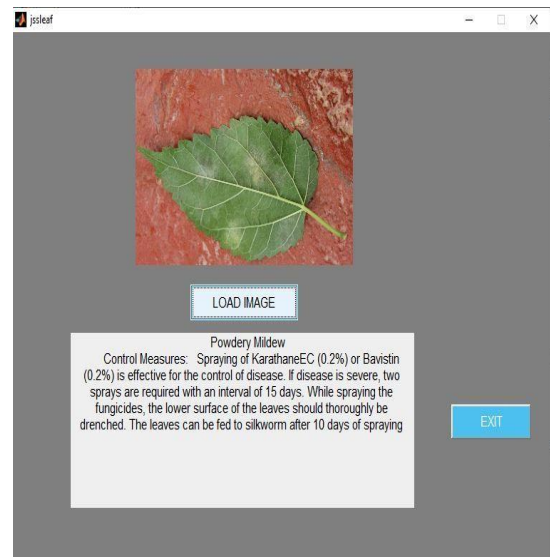 jssleaf
LOAD IMAGE
Powdery Mildew
Control Measures: Spraying of KarathaneEC (0.2%) or Bavistin
(0.2%) is effective for the control of disease. If disease is severe, two
sprays are required with an interval of 15 days. While spraying the
fungicides, the lower surface of the leaves should thoroughly be
drenched. The leaves can be fed to silkworm after 10 days of spraying
EXIT